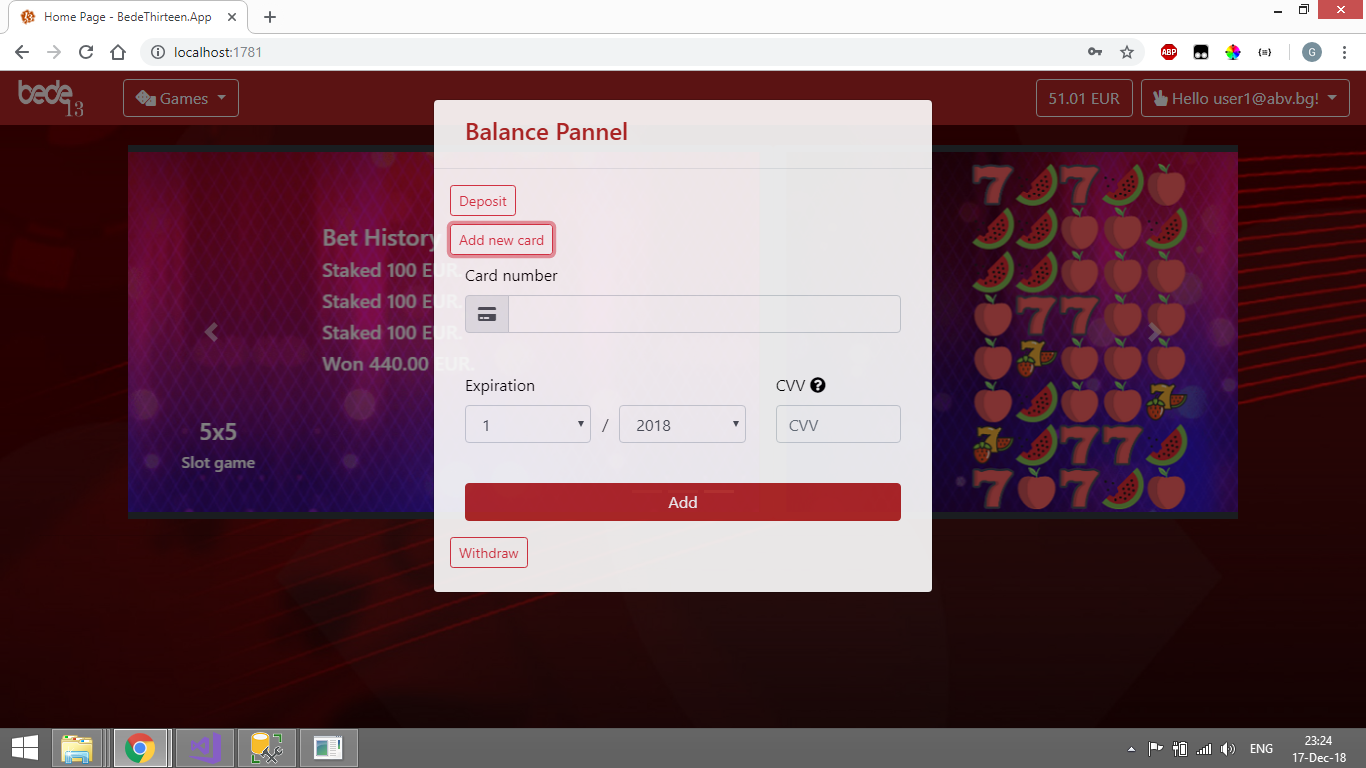 Home Page - BedeThirteen.App
localhost:1781
ABP
G
bede 13
Games
51.01 EUR
Hello user1@abv.bg!
Balance Pannel
Deposit
Add new card
Card number
Bet History
Staked 100 EUR.
Staked 100 EUR.
Staked 100 EUR.
Won 440.00 EUR.
Expiration
CVV
1
/
2018
CVV
5x5
Slot game
Add
Withdraw
ENG
23:24
17-Dec-18